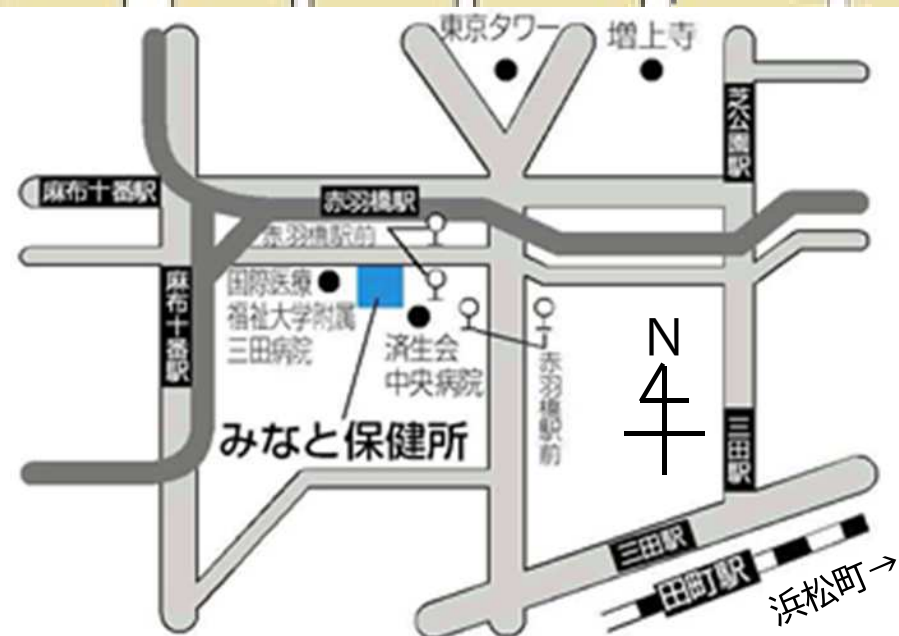 東京タワー
増上寺
芝公園駅
麻布十番駅
赤羽橋駅
赤羽橋駅前
麻布十番駅
国際医療
福祉大学附属
三田病院
済生会
中央病院
赤羽橋駅前
N
みなと保健所
三田駅
三田駅
田町駅
浜松町→